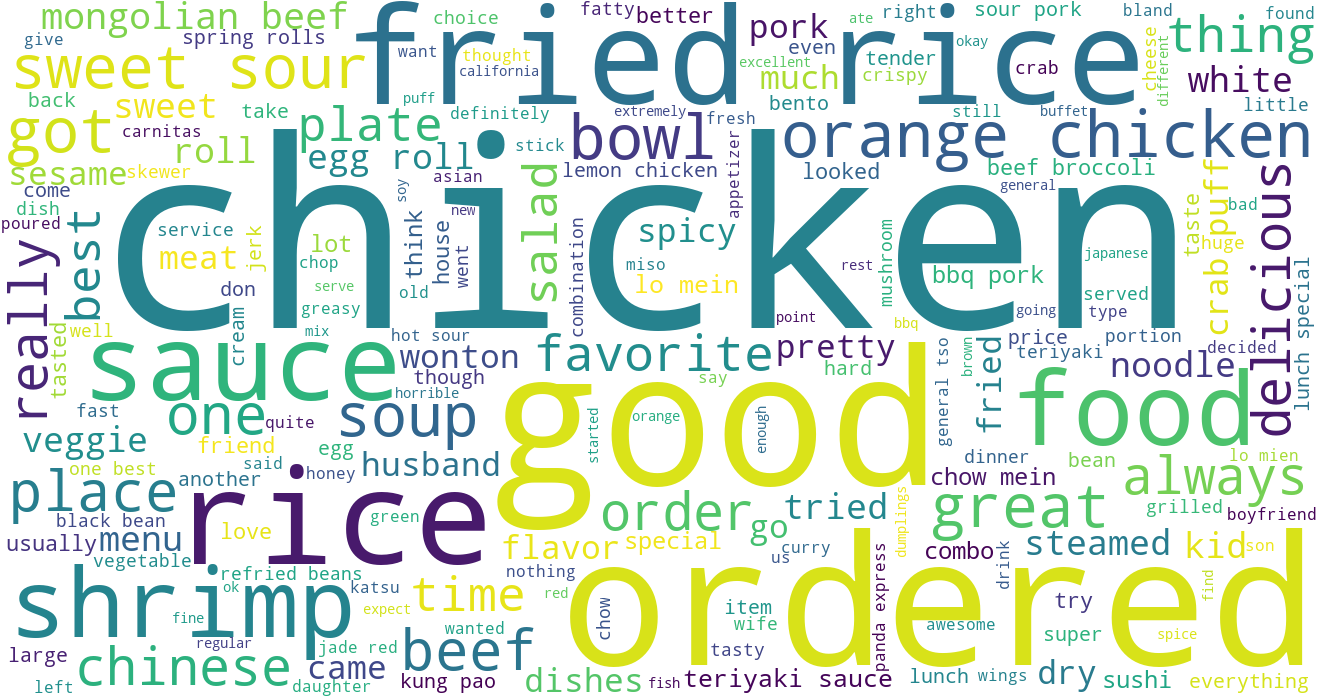 mongolian beef
choice
fatty
better
right
sour pork
bland
found
give
spring rolls
fried rice
pork
thing
want
thought
even
okay
ate
sweet sour
california
excellent
tender
crab
cheese
different
white
much
crispy
back
sweet
take
puff
definitely
extremely
bento
still
buffet
little
got
carnitas
plate
bowl
fresh
orange chicken
roll
egg roll
stick
sesame
skewer
asian
lemon chicken
appetizer
looked
beef broccoli
come
soy
general
dish
chicken
salad
crab puff
delicious
taste
bad
poured
best
service
think
house
new
spicy
mushroom
huge
really
meat
jerk
lot
went
combination
miso
rest
bbq pork
japanese
chop
don
serve
old
lo mein
served
lunch special
greasy
point
going
type
tasted
well
cream
mix
hot sour
bbq
price
portion
sauce
wonton
favorite
pretty
general tso
brown
fried
teriyaki
decided
though
say
hard
noodle
horrible
good
food
fast
one
quite
soup
started
orange
enough
veggie
friend
egg
husband
dinner
bean
lo mien
one best
said
honey
chow mein
always
place
another
rice
order
tried
great
grilled
black bean
love
green
go
dumplings
boyfriend
usually
menu
flavor
special
us
curry
combo
steamed
kid
son
vegetable
refried beans
nothing
ordered
drink
shrimp
ok
katsu
time
red
panda express
find
expect
chow
item
try
fine
wanted
wife
awesome
super
spice
regular
jade red
beef
tasty
large
chinese
came
kung pao
dishes
fish
teriyaki sauce
lunch
wings
dry
sushi
everything
left
daughter